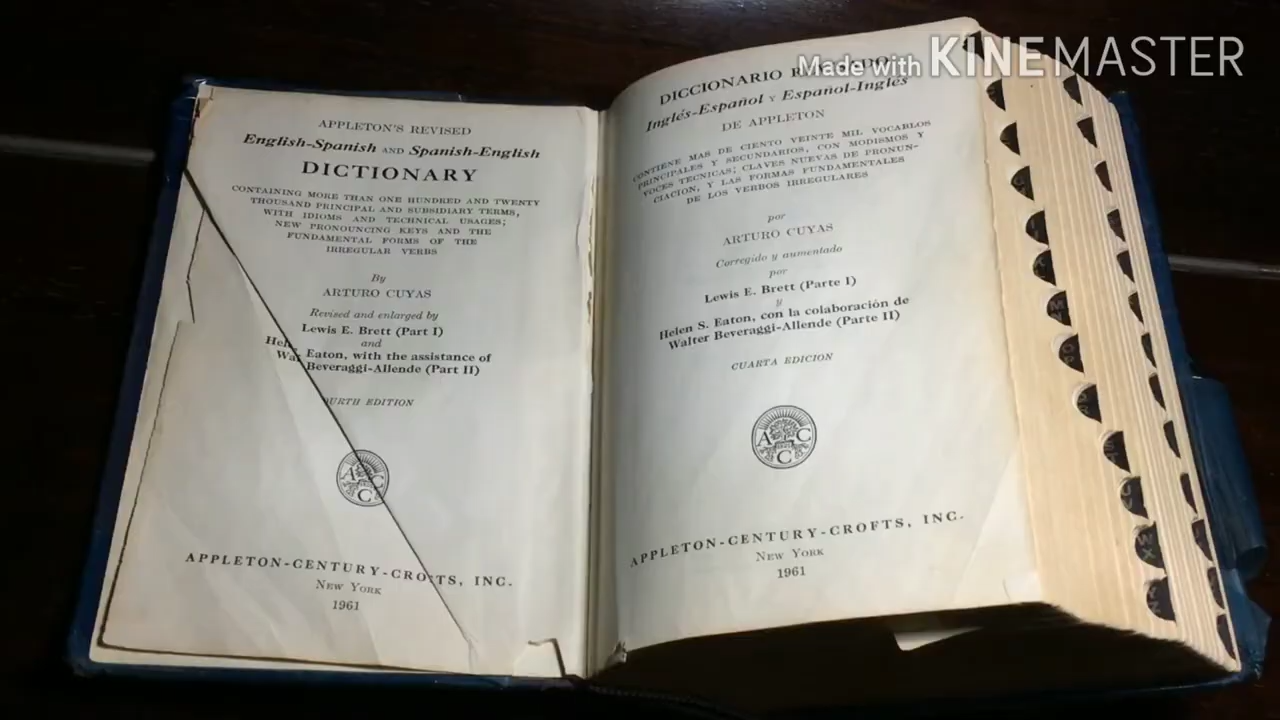 Made with KINEMASTER
APPLETON'S REVISED
English-Spanish AND Spanish-English
DICTIONARY
CONTAINING MORE THAN ONE HUNDRED AND TWENTY
THOUSAND PRINCIPAL AND SUBSIDIARY TERMS,
WITH IDIOMS AND TECHNICAL USAGES;
NEW PRONOUNCING KEYS AND THE
FUNDAMENTAL FORMS OF THE
IRREGULAR VERBS
By
ARTURO CUYAS
Revised and enlarged by
Lewis E. Brett (Part I)
and
Eaton, with the assistance of
Beveraggi-Allende (Part II)
EDITION
A C
C
APPLETON-CENTURY-CROFTS, INC.
NEW YORK
1961
DICCIONARIO
Inglés-Español Y Español-Inglés
DE APPLETON
CONTIENE MAS DE CIENTO VEINTE MIL VOCABLOS
PRINCIPALES Y SECUNDARIOS, CON MODISMOS Y
VOCES TECNICAS; CLAVES NUEVAS DE PRONUN-
CIACION, Y LAS FORMAS FUNDAMENTALES
DE LOS VERBOS IRREGULARES
por
ARTURO CUYAS
Corregido y aumentado
por
Lewis E. Brett (Parte I)
y
Helen S. Eaton, con la colaboración de
Walter Beveraggi-Allende (Parte II)
CUARTA EDICION
A C
C
APPLETON-CENTURY-CROFTS, INC.
NEW YORK
1961
UV
WX
YZ